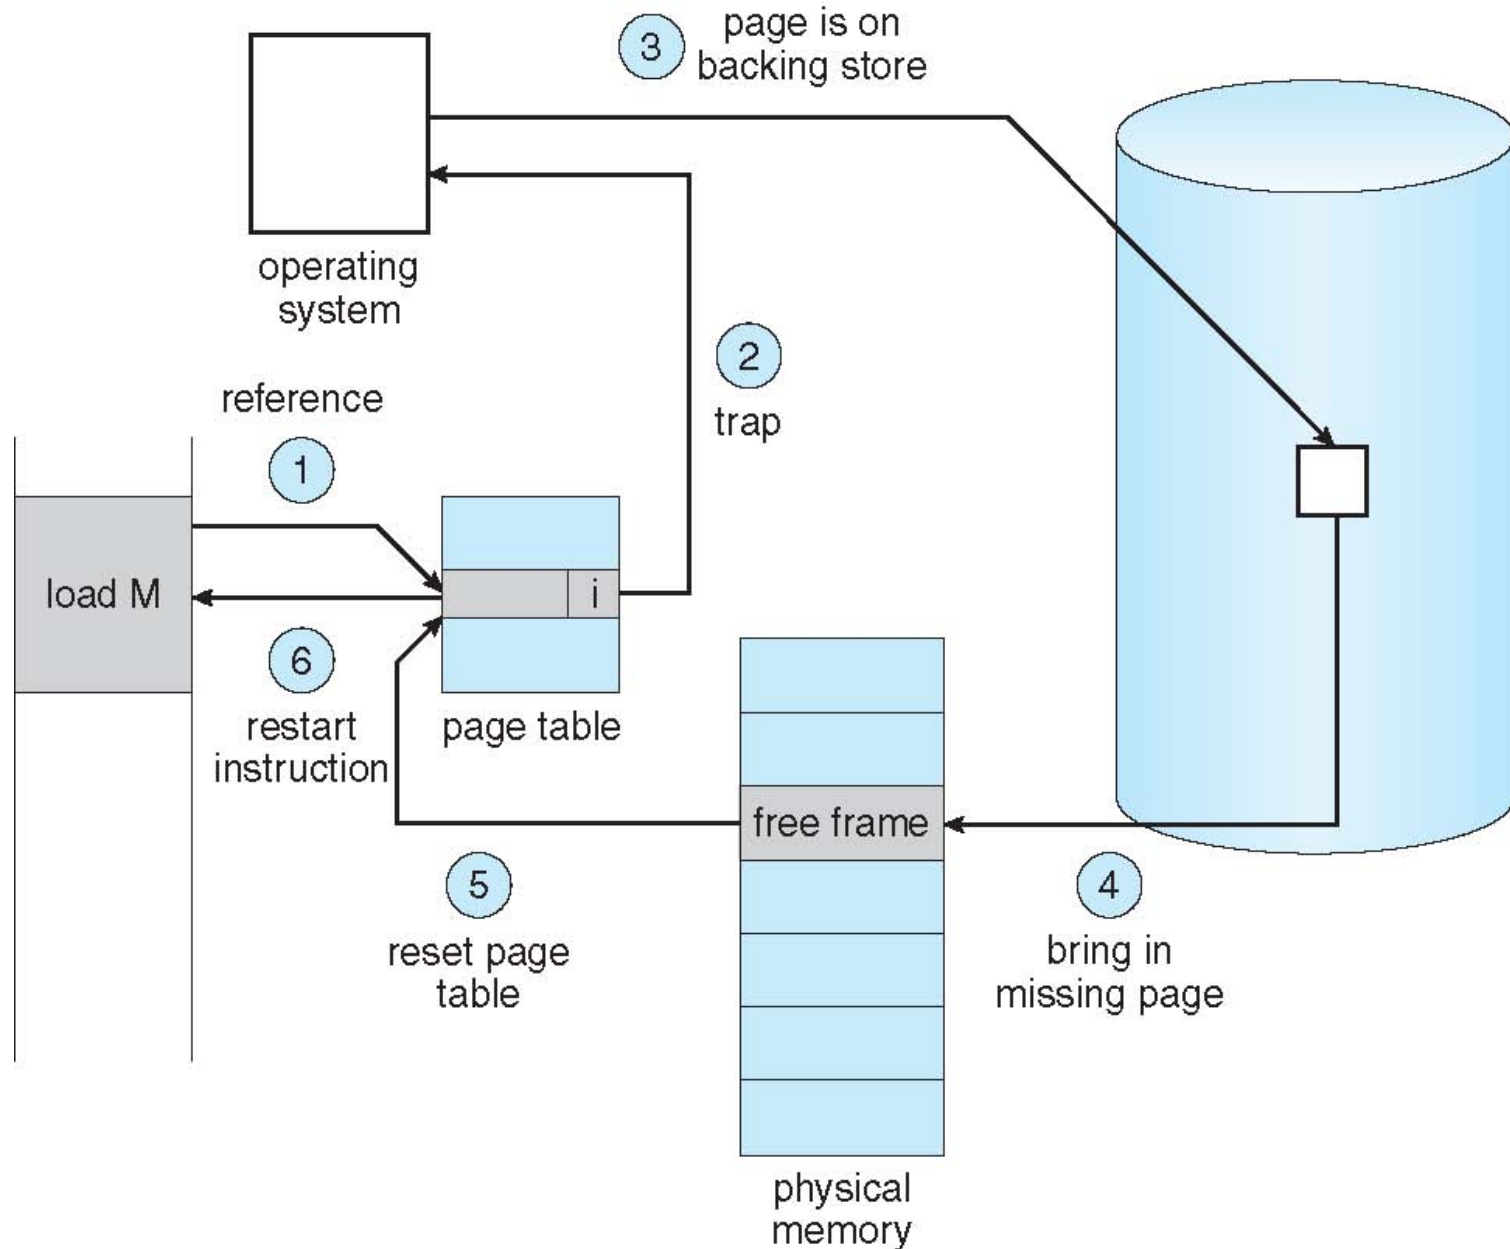 3
page is on
backing store
operating
system
2
trap
reference
1
load M
i
6
restart
instruction
page table
free frame
5
reset page
table
4
bring in
missing page
physical
memory